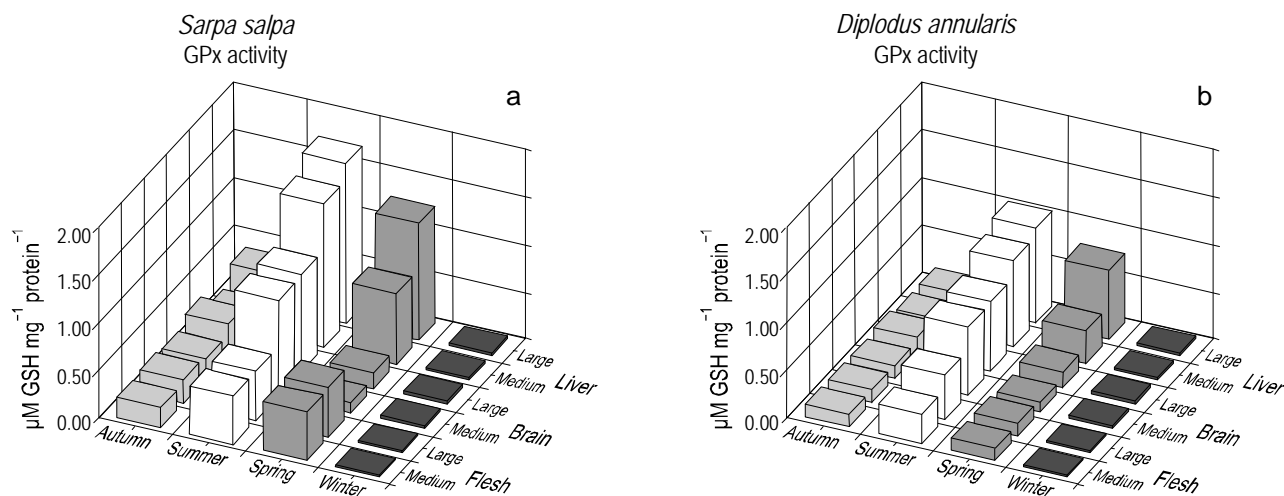 Sarpa salpa
GPx activity
a
µM GSH mg⁻¹ protein⁻¹
2.00
1.50
1.00
0.50
0.00
Autumn
Summer
Spring
Winter
Large
Medium
Liver
Large
Medium
Brain
Large
Medium
Flesh
Diplodus annularis
GPx activity
b
µM GSH mg⁻¹ protein⁻¹
2.00
1.50
1.00
0.50
0.00
Autumn
Summer
Spring
Winter
Large
Medium
Liver
Large
Medium
Brain
Large
Medium
Flesh